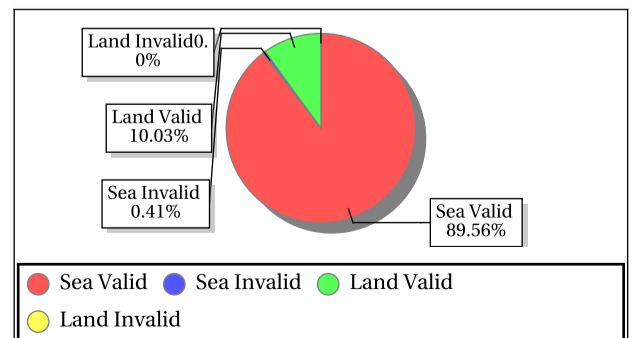 Land Invalid0.
0%
Land Valid
10.03%
Sea Invalid
0.41%
Sea Valid
89.56%
Sea Valid
Sea Invalid
Land Valid
Land Invalid